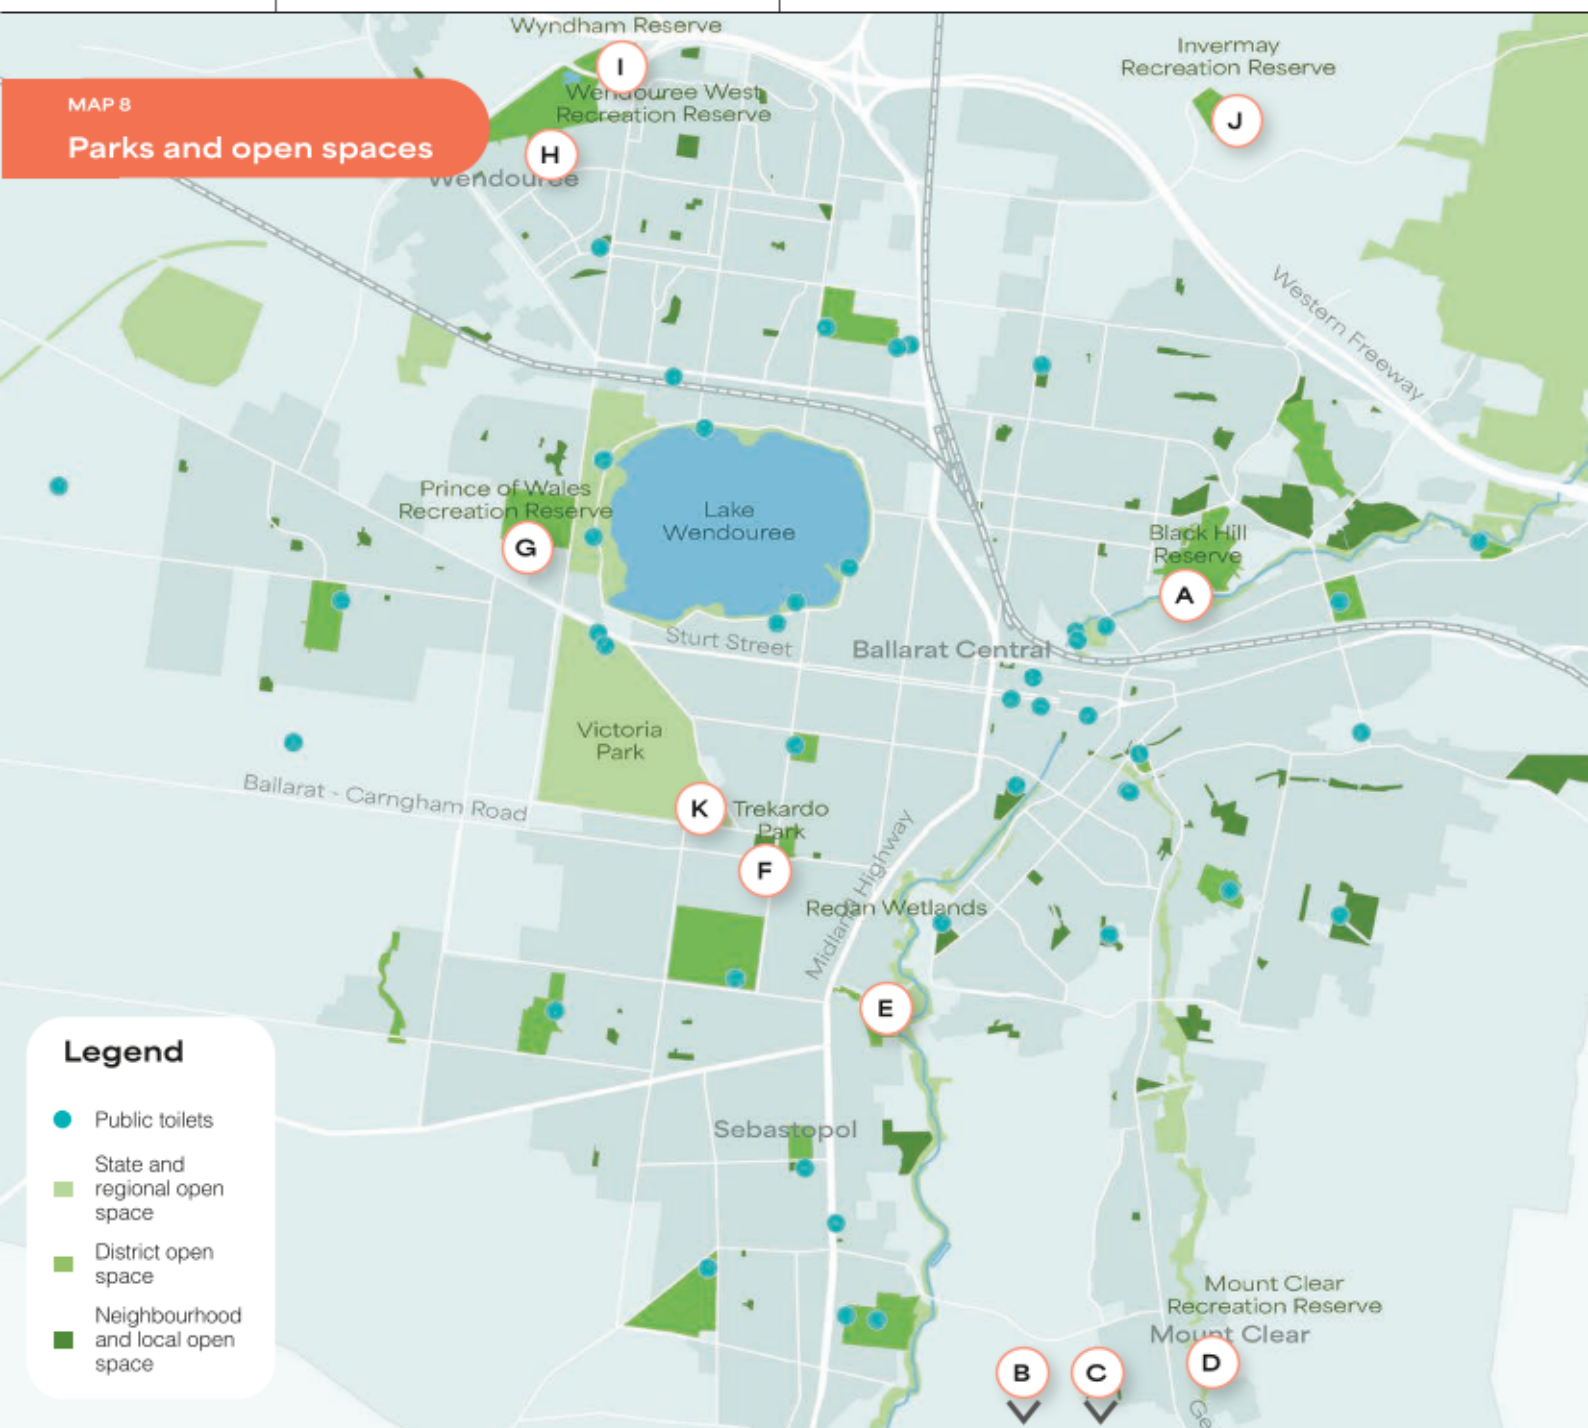 Wyndham Reserve
I
Invermay
Recreation Reserve
J
MAP 8
Parks and open spaces
Wendouree West
Recreation Reserve
H
Wendouree
Western Freeway
Prince of Wales
Recreation Reserve
G
Lake
Wendouree
Black Hill
Reserve
A
Sturt Street
Ballarat Central
Victoria
Park
Ballarat - Carngham Road
K
Trekardo
Park
F
Midland Highway
Redan Wetlands
E
Legend
Public toilets
State and
regional open
space
District open
space
Neighbourhood
and local open
space
Sebastopol
Mount Clear
Recreation Reserve
Mount Clear
B
C
D